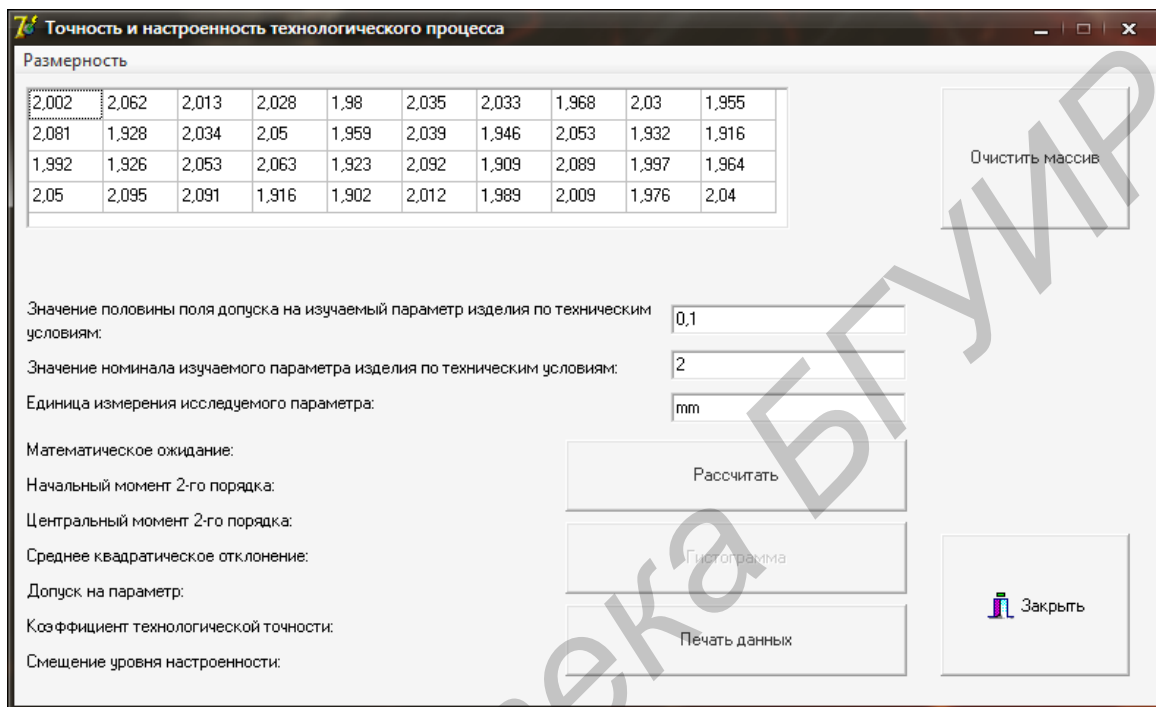 Точность и настроенность технологического процесса
Размерность
2,002 2,062 2,013 2,028 1,98 2,035 2,033 1,968 2,03 1,955
2,081 1,928 2,034 2,05 1,959 2,039 1,946 2,053 1,932 1,916
1,992 1,926 2,053 2,063 1,923 2,092 1,909 2,089 1,997 1,964
2,05 2,095 2,091 1,916 1,902 2,012 1,989 2,009 1,976 2,04
Очистить массив
Значение половины поля допуска на изучаемый параметр изделия по техническим
условиям:
0,1
Значение номинала изучаемого параметра изделия по техническим условиям:
2
Единица измерения исследуемого параметра:
mm
Математическое ожидание:
Начальный момент 2-го порядка:
Центральный момент 2-го порядка:
Среднее квадратическое отклонение:
Допуск на параметр:
Коэффициент технологической точности:
Смещение уровня настроенности:
Рассчитать
Гистограмма
Печать данных
Закрыть
ека БГУИР